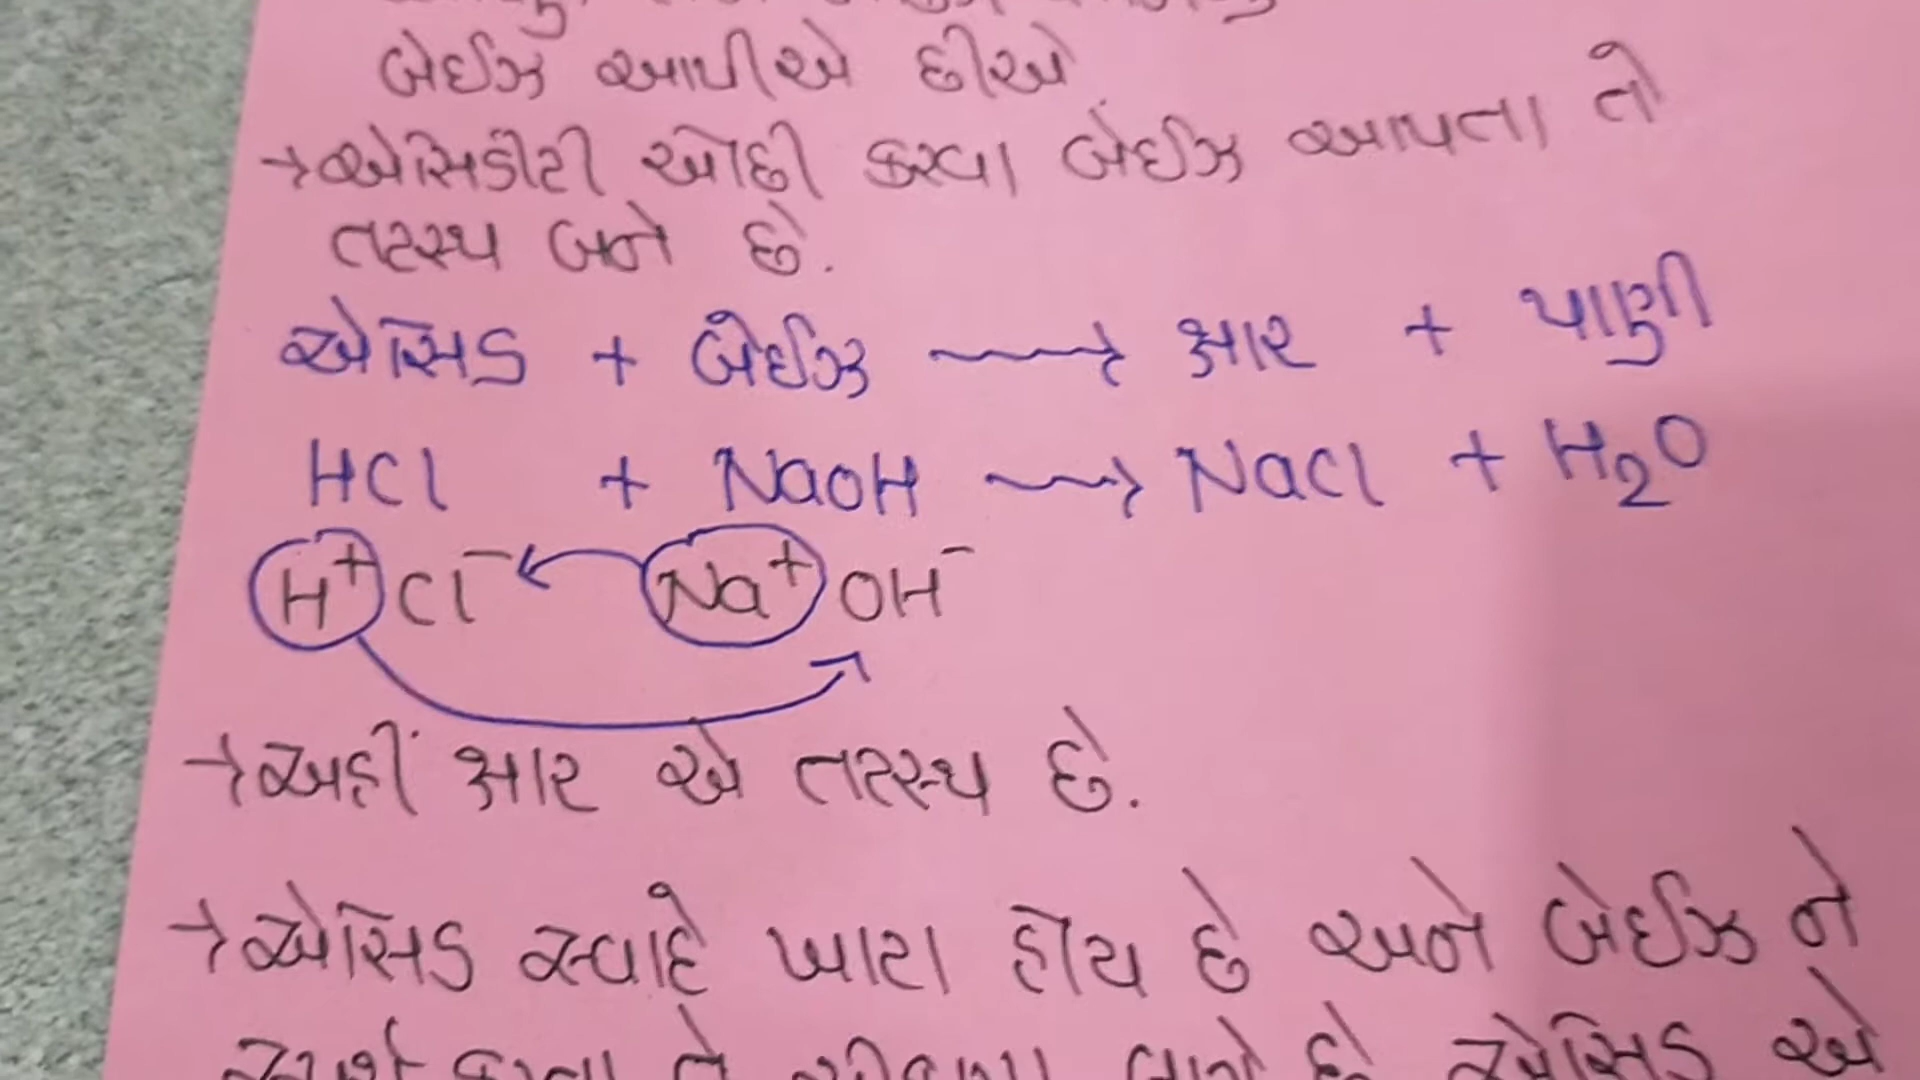 બેઈઝ આપીએ છીએ
→એસિડીટી ઓછી કરવા બેંઈઝ આપતા તો
તટસ્થ બને છે.
એસિડ + બેઈઝ ⟶ ક્ષાર + પાણી
HCl + NaOH ⟶ NaCl + H₂O
H⁺Cl⁻ ← Na⁺OH⁻
→અહીં ક્ષાર એ તટસ્થ છે.
→એસિડ સ્વાદે ખાટા હોય છે અને બેઈઝ ને
એસિડ એ